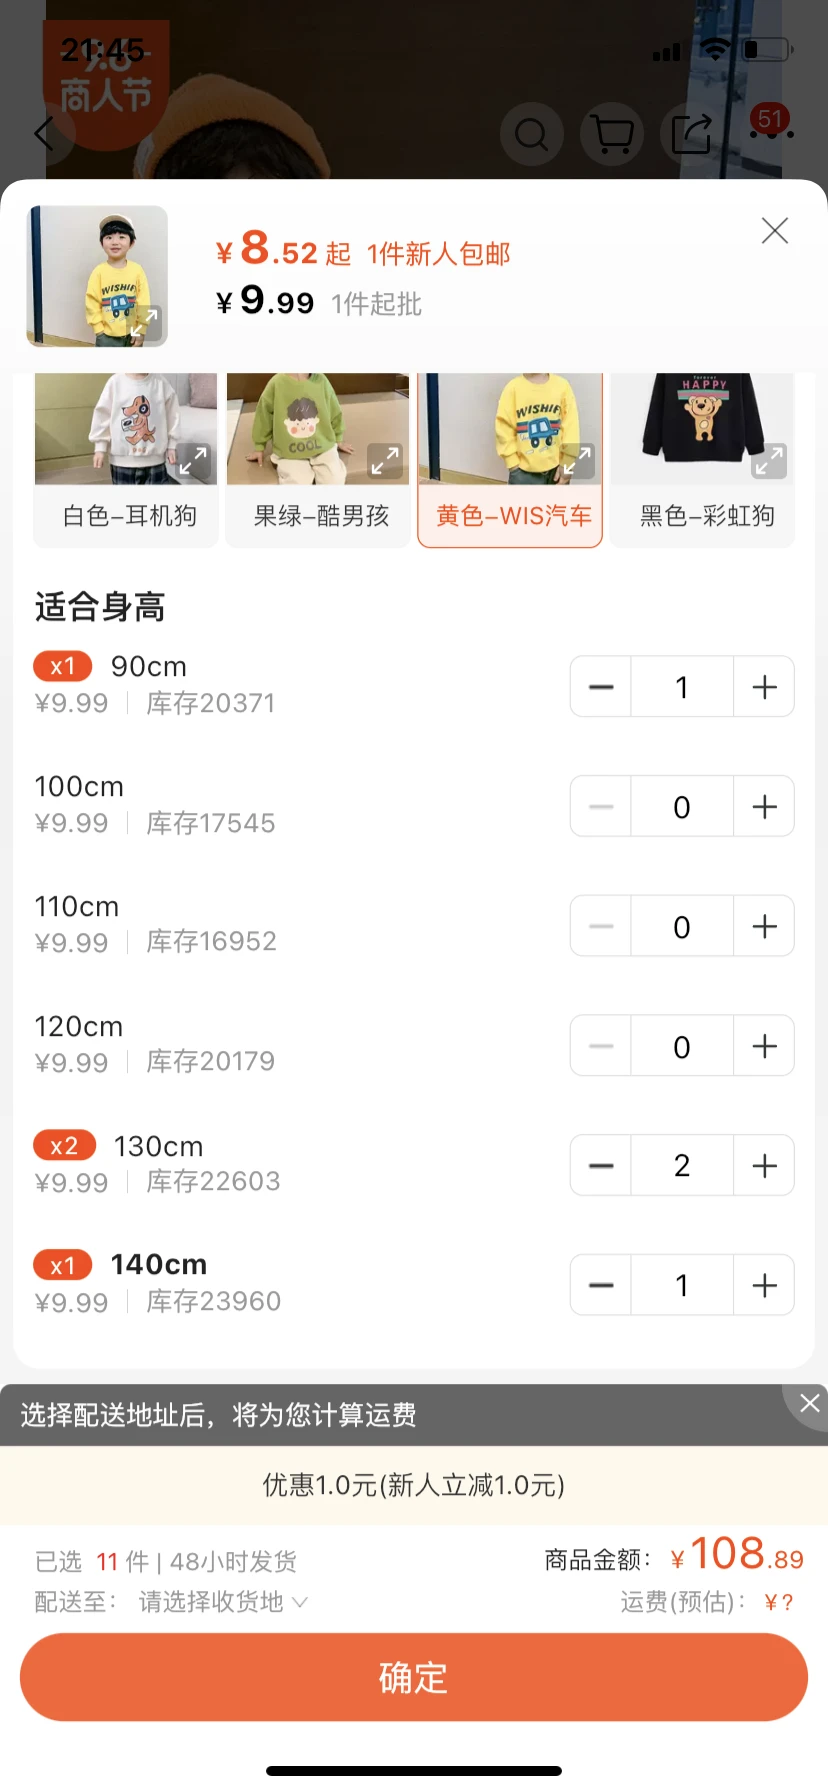 21:45
9.8
商人节
51
¥8.52起 1件新人包邮
¥9.99 1件起批
WISHIF
COOL
WISHIF
forever
HAPPY
白色–耳机狗
果绿–酷男孩
黄色–WIS汽车
黑色–彩虹狗
适合身高
x1 90cm
¥9.99 库存20371
1
100cm
¥9.99 库存17545
0
110cm
¥9.99 库存16952
0
120cm
¥9.99 库存20179
0
x2 130cm
¥9.99 库存22603
2
x1 140cm
¥9.99 库存23960
1
选择配送地址后，将为您计算运费
优惠1.0元(新人立减1.0元)
已选 11 件 | 48小时发货
商品金额：¥108.89
配送至： 请选择收货地
运费(预估)：¥?
确定